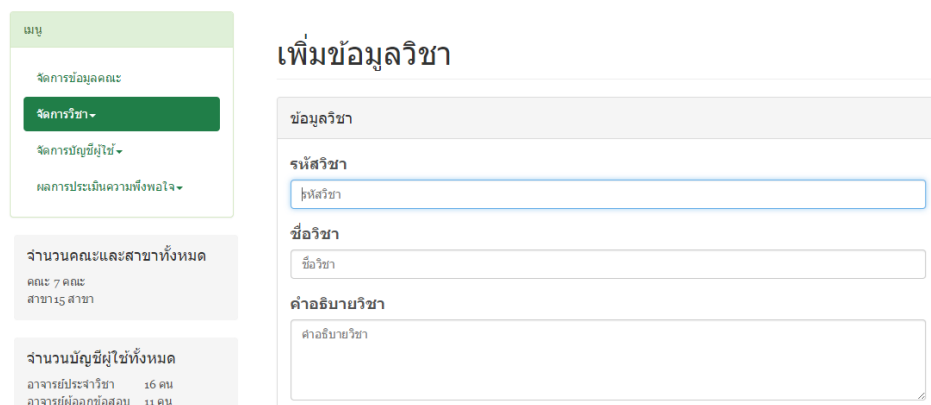 เมนู
จัดการข้อมูลคณะ
จัดการวิชา
จัดการบัญชีผู้ใช้
ผลการประเมินความพึงพอใจ
จำนวนคณะและสาขาทั้งหมด
คณะ 7 คณะ
สาขา 15 สาขา
จำนวนบัญชีผู้ใช้ทั้งหมด
อาจารย์ประจำวิชา 16 คน
อาจารย์ผู้ออกข้อสอบ 11 คน
เพิ่มข้อมูลวิชา
ข้อมูลวิชา
รหัสวิชา
รหัสวิชา
ชื่อวิชา
ชื่อวิชา
คำอธิบายวิชา
คำอธิบายวิชา